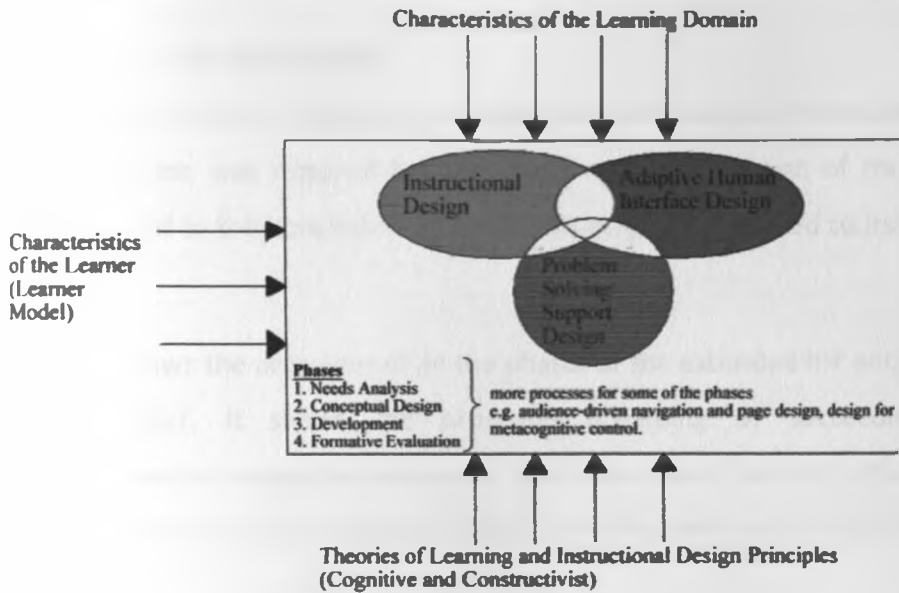 Characteristics of the Learning Domain
Instructional
Design
Adaptive Human
Interface Design
Characteristics
of the Learner
(Learner
Model)
Problem
Solving
Support
Design
Phases
1. Needs Analysis
2. Conceptual Design
3. Development
4. Formative Evaluation
more processes for some of the phases
e.g. audience-driven navigation and page design, design for
metacognitive control.
Theories of Learning and Instructional Design Principles
(Cognitive and Constructivist)